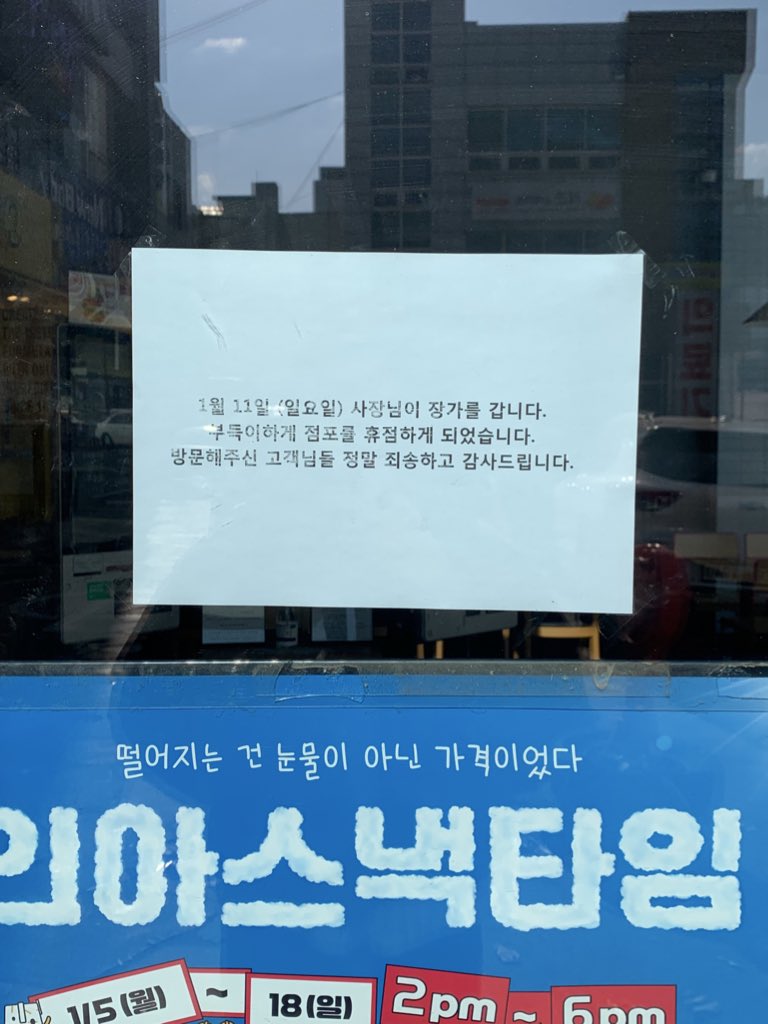 1월 11일 (일요일) 사장님이 장가를 갑니다.
부득이하게 점포를 휴점하게 되었습니다.
방문해주신 고객님들 정말 죄송하고 감사드립니다.
떨어지는 건 눈물이 아닌 가격이었다
리아스낵타임
1/5 (월) ~ 18 (일) 2pm ~ 6pm